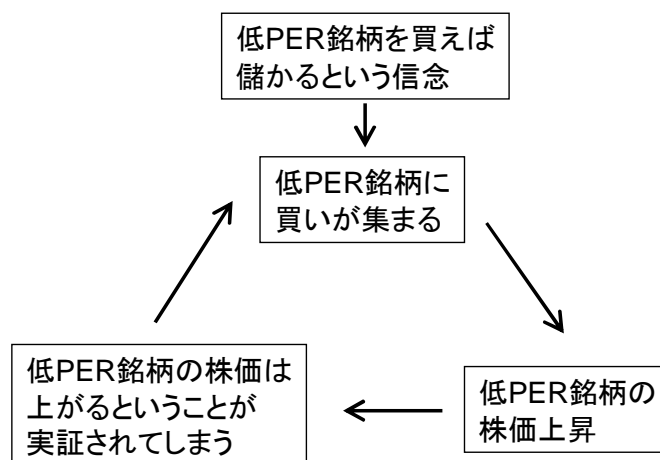 低PER銘柄を買えば
儲かるという信念
低PER銘柄に
買いが集まる
低PER銘柄の
株価上昇
低PER銘柄の株価は
上がるということが
実証されてしまう